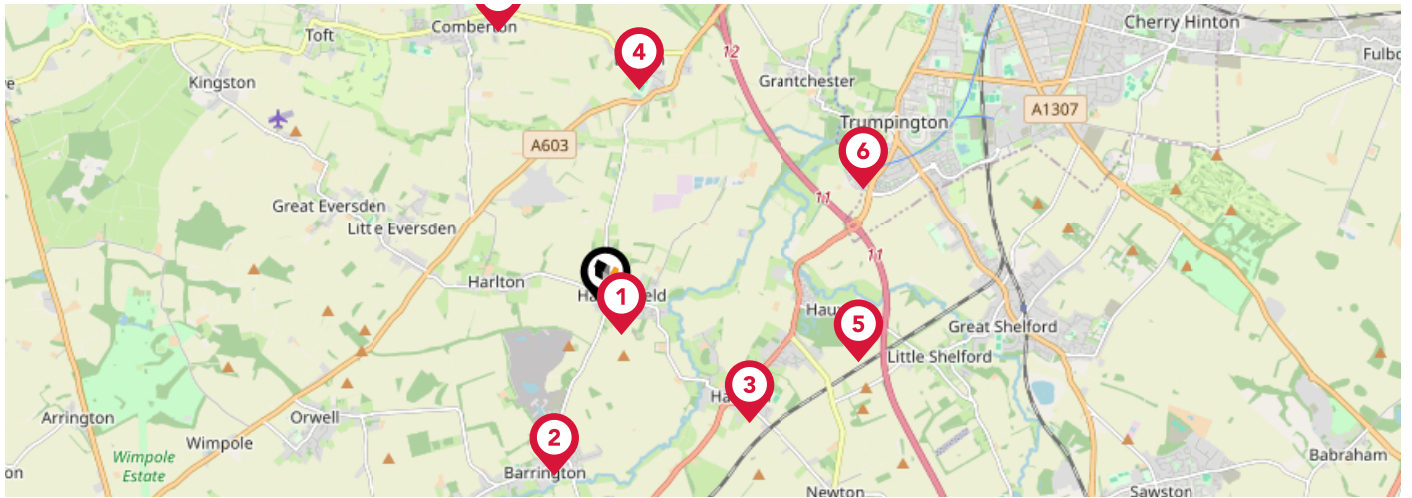 Toft
Comberton
4
12
Cherry Hinton
Kingston
Grantchester
A1307
Trumpington
A603
6
11
Great Eversden
Little Eversden
11
Harlton
1
5
Great Shelford
Little Shelford
3
Arrington
Orwell
Wimpole
2
Wimpole
Estate
Barrington
Babraham
Newton
Sawston